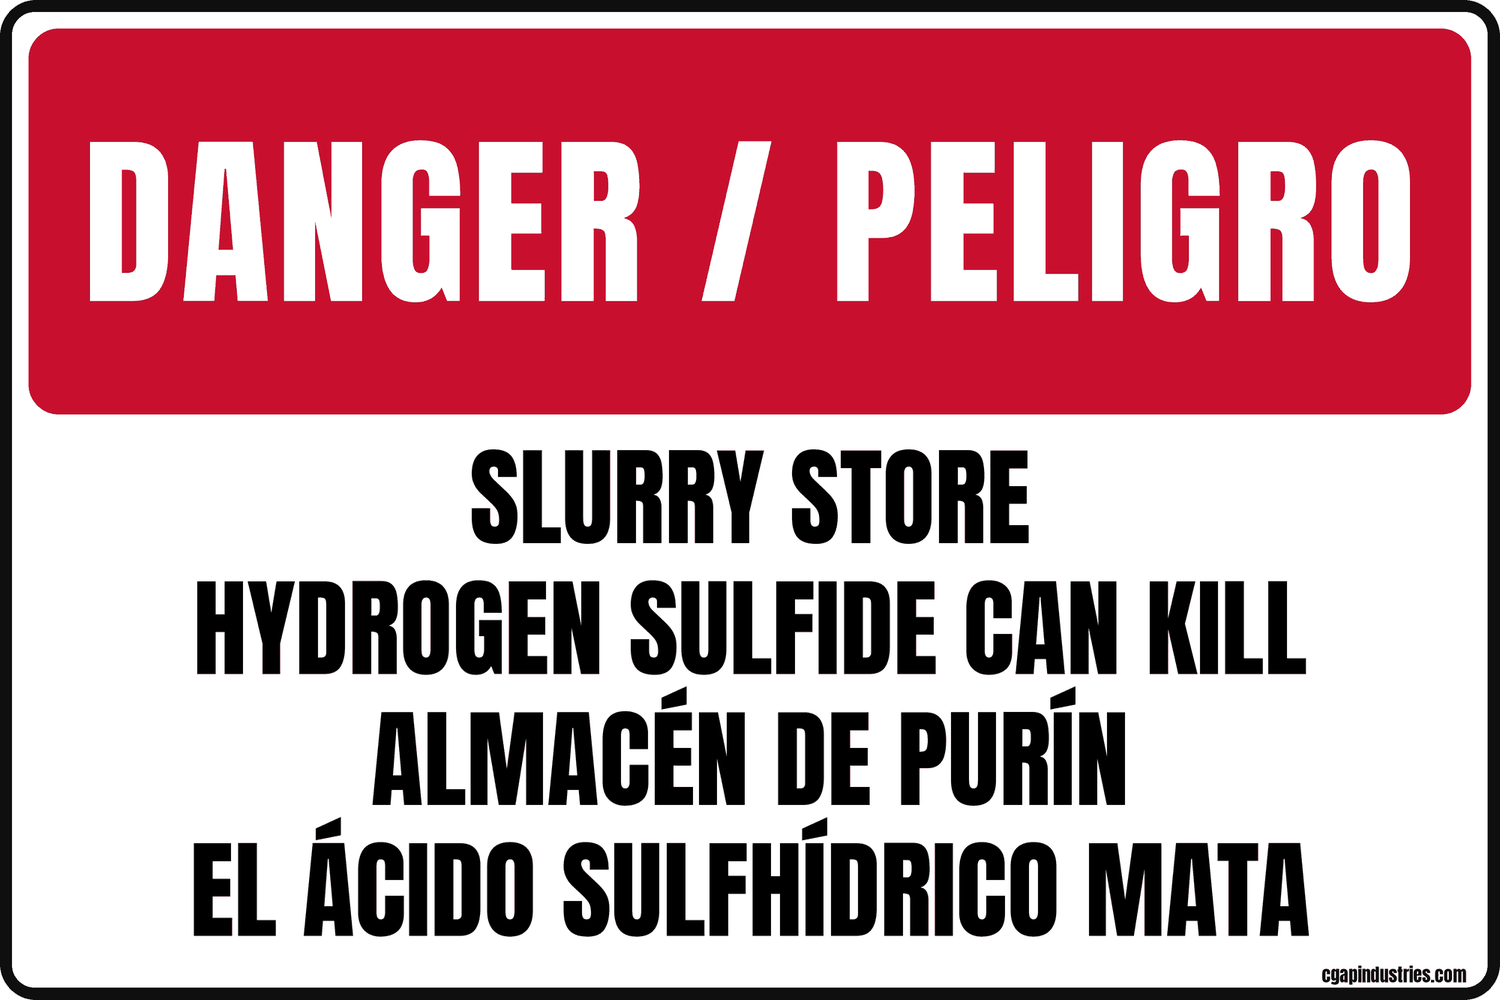 DANGER / PELIGRO
SLURRY STORE
HYDROGEN SULFIDE CAN KILL
ALMACÉN DE PURÍN
EL ÁCIDO SULFHÍDRICO MATA
cgapindustries.com